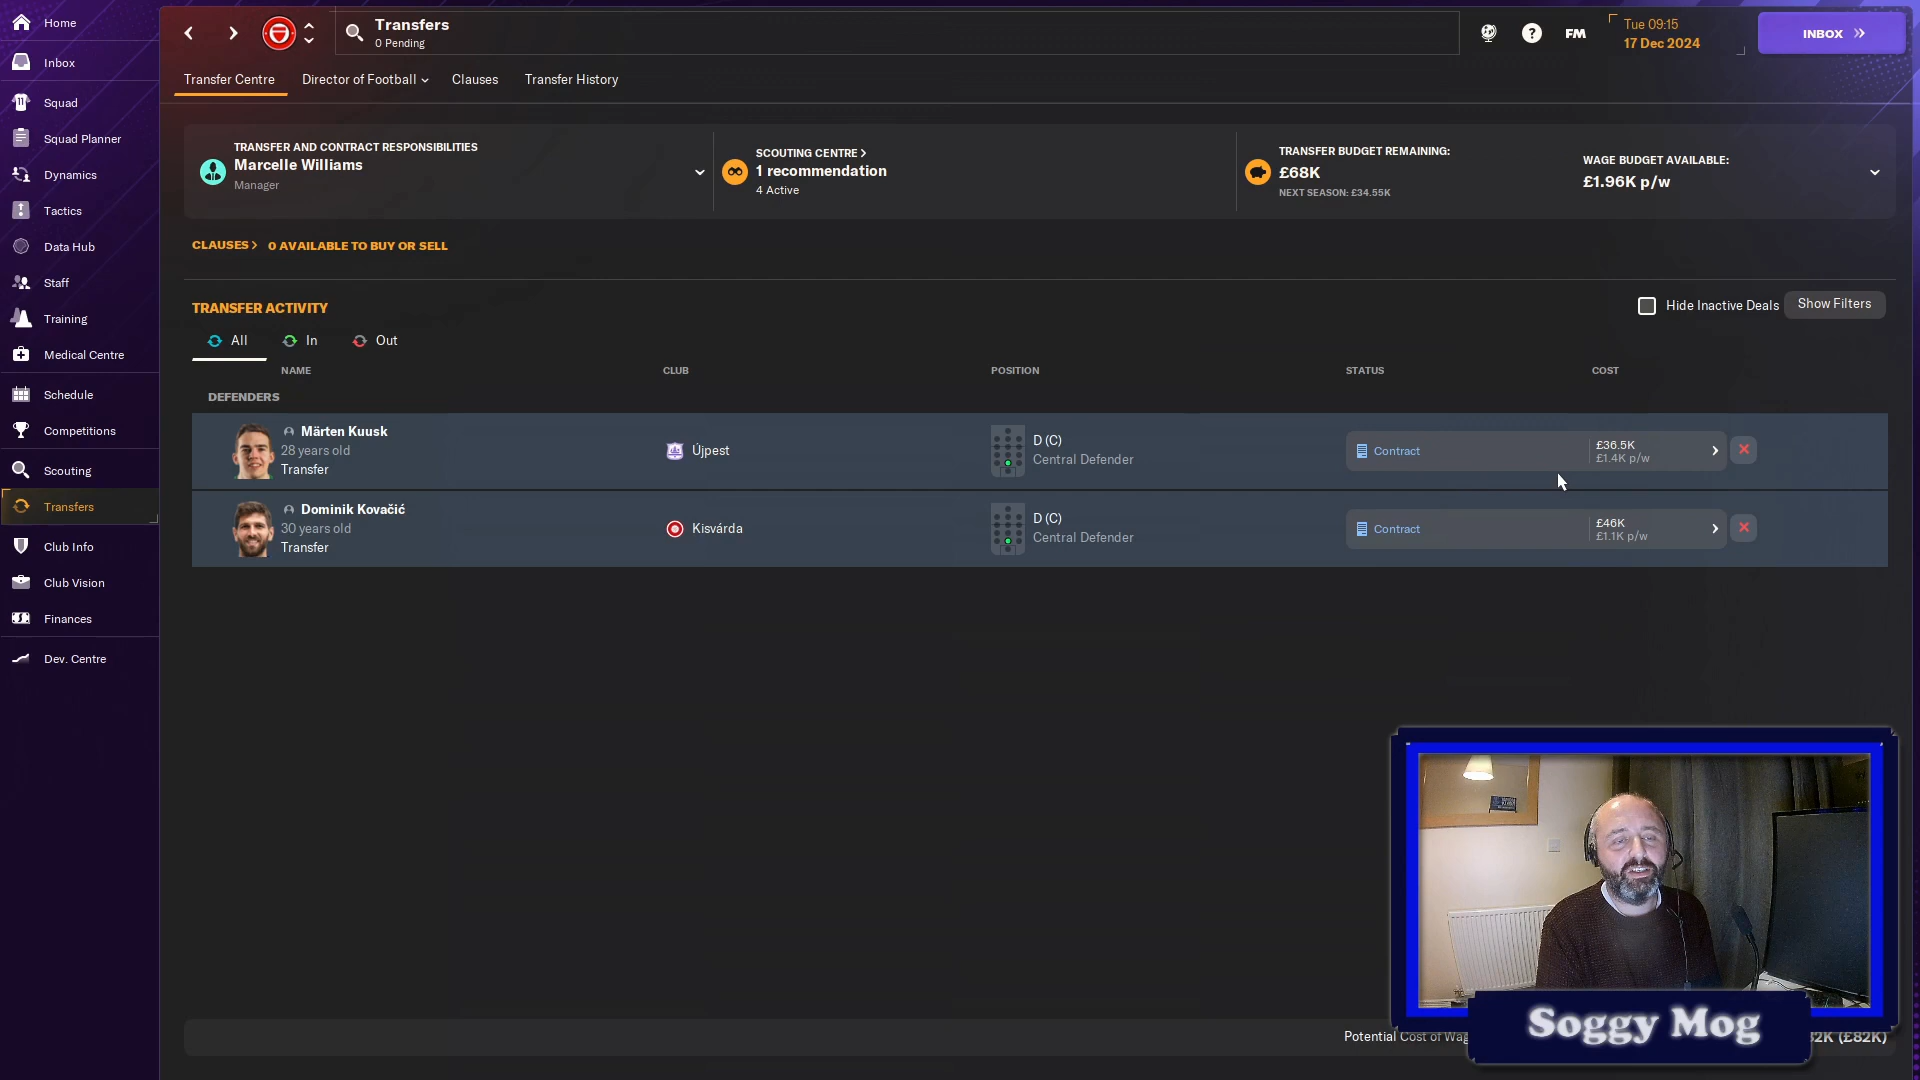 Home
Inbox
Squad
Squad Planner
Dynamics
Tactics
Data Hub
Staff
Training
Medical Centre
Schedule
Competitions
Scouting
Transfers
Club Info
Club Vision
Finances
Dev. Centre
Transfers
0 Pending
FM
Tue 09:15
17 Dec 2024
INBOX
Transfer Centre
Director of Football
Clauses
Transfer History
TRANSFER AND CONTRACT RESPONSIBILITIES
Marcelle Williams
Manager
SCOUTING CENTRE >
1 recommendation
4 Active
TRANSFER BUDGET REMAINING:
£68K
NEXT SEASON: £34.55K
WAGE BUDGET AVAILABLE:
£1.96K p/w
CLAUSES > 0 AVAILABLE TO BUY OR SELL
TRANSFER ACTIVITY
Hide Inactive Deals
Show Filters
All
In
Out
NAME
CLUB
POSITION
STATUS
COST
DEFENDERS
Märten Kuusk
28 years old
Transfer
Újpest
D (C)
Central Defender
Contract
£36.5K
£1.4K p/w
Dominik Kovačić
30 years old
Transfer
Kisvárda
D (C)
Central Defender
Contract
£46K
£1.1K p/w
Potential Cost of
(£82K)
Soggy Mog